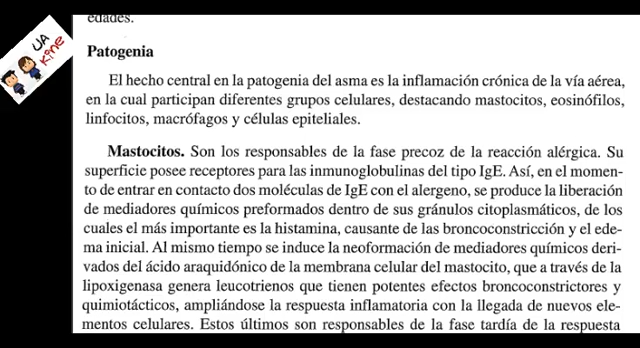 edades.
UA
Kine
Patogenia
El hecho central en la patogenia del asma es la inflamación crónica de la vía aérea,
en la cual participan diferentes grupos celulares, destacando mastocitos, eosinófilos,
linfocitos, macrófagos y células epiteliales.
Mastocitos. Son los responsables de la fase precoz de la reacción alérgica. Su
superficie posee receptores para las inmunoglobulinas del tipo IgE. Así, en el momen-
to de entrar en contacto dos moléculas de IgE con el alergeno, se produce la liberación
de mediadores químicos preformados dentro de sus gránulos citoplasmáticos, de los
cuales el más importante es la histamina, causante de las broncoconstricción y el ede-
ma inicial. Al mismo tiempo se induce la neoformación de mediadores químicos deri-
vados del ácido araquidónico de la membrana celular del mastocito, que a través de la
lipoxigenasa genera leucotrienos que tienen potentes efectos broncoconstrictores y
quimiotácticos, ampliándose la respuesta inflamatoria con la llegada de nuevos ele-
mentos celulares. Estos últimos son responsables de la fase tardía de la respuesta